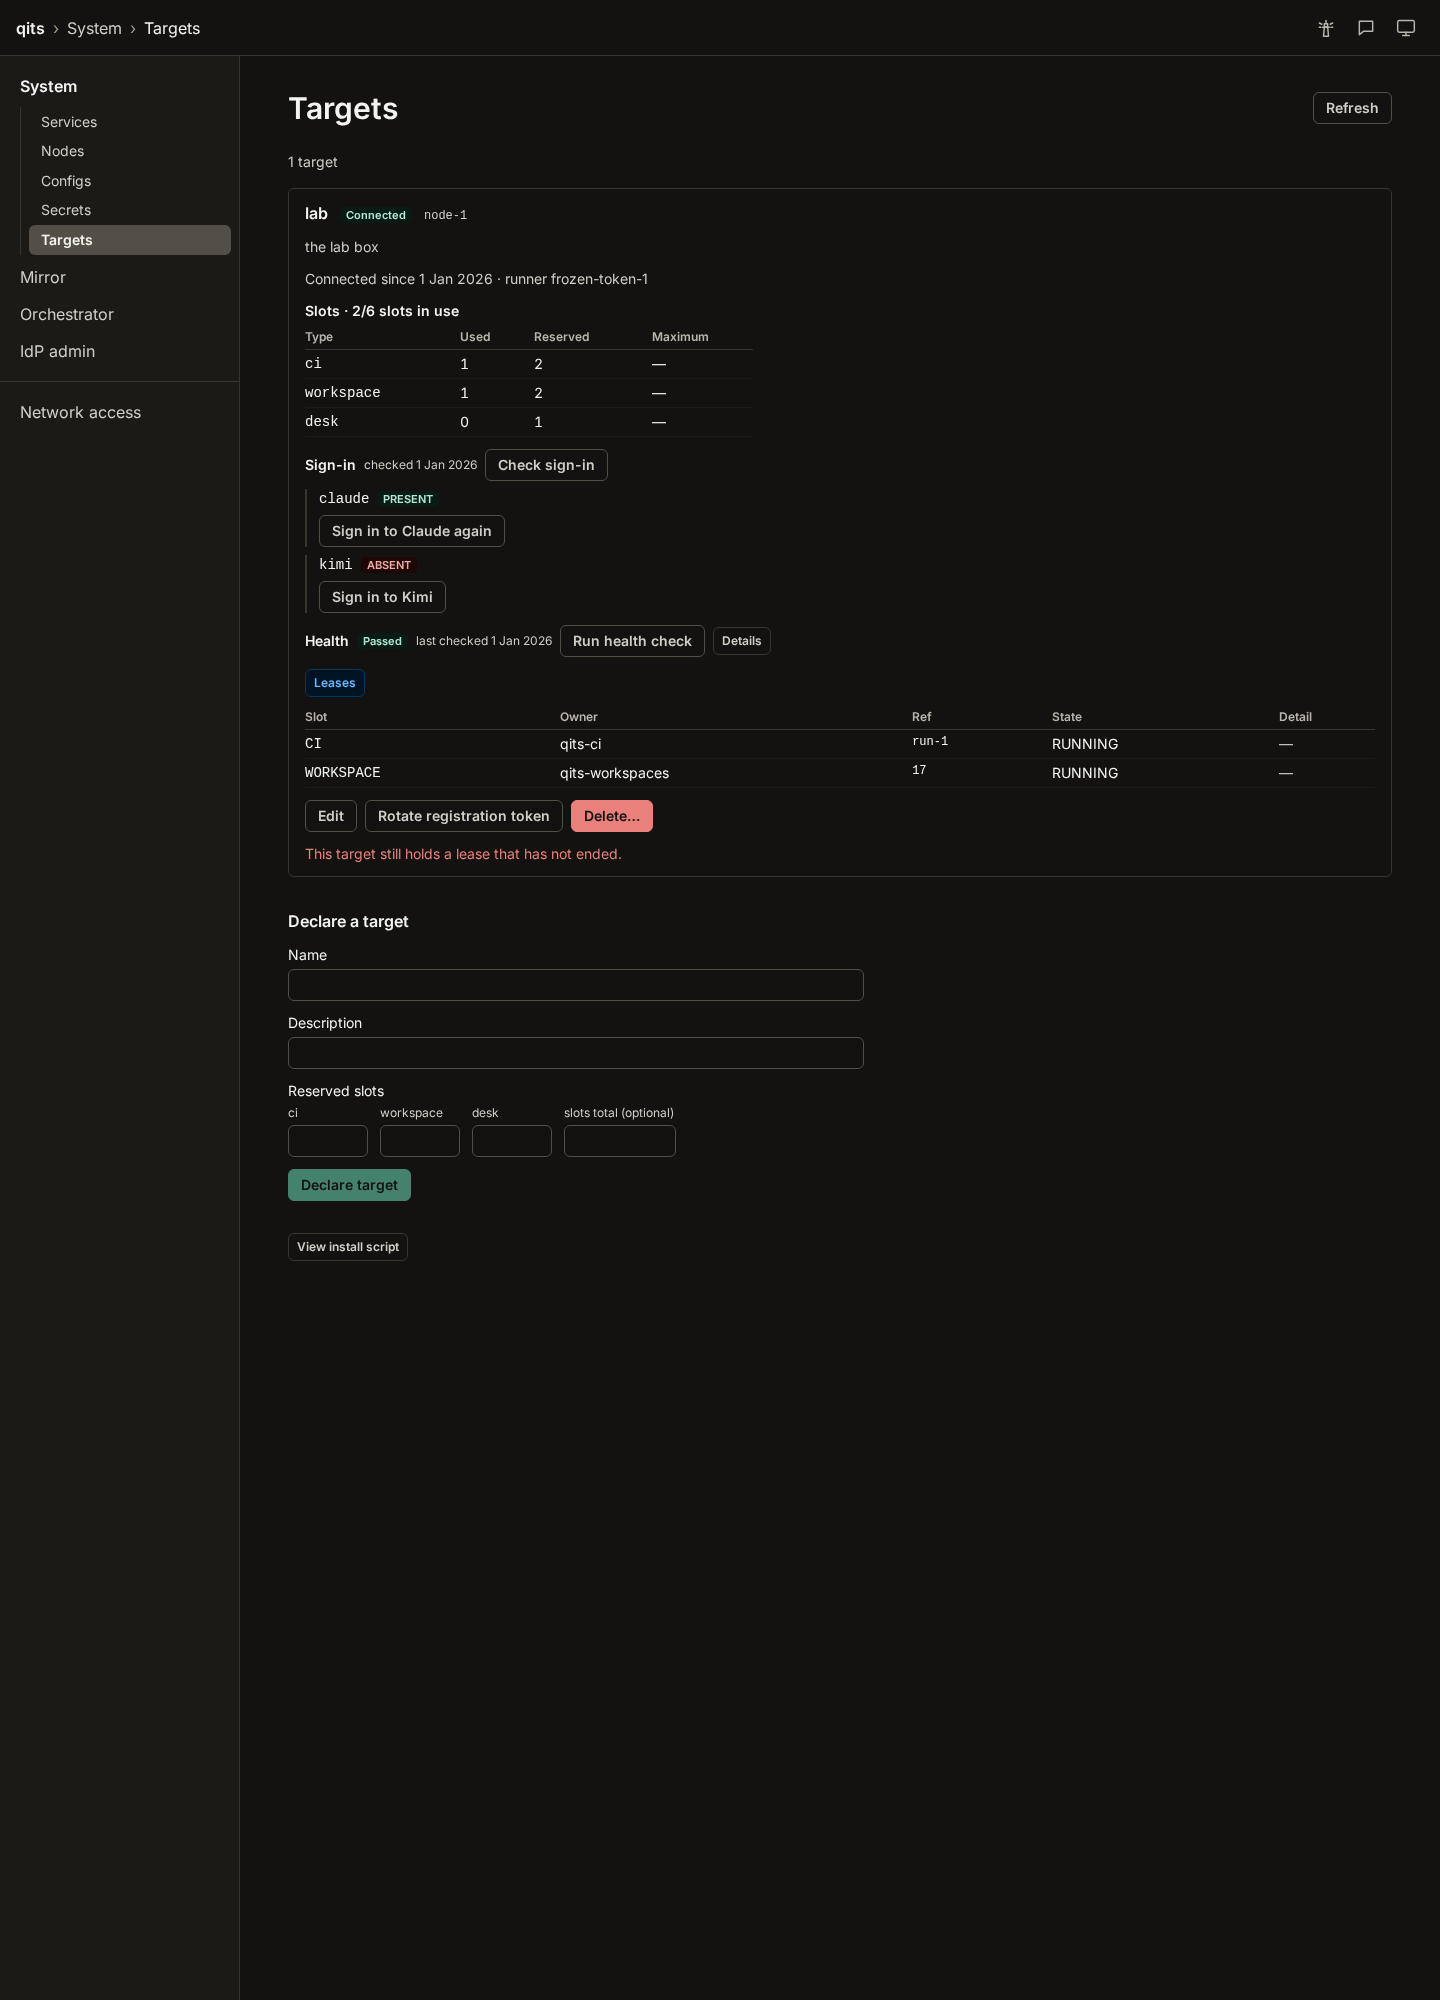 qits › System › Targets
System
Services
Nodes
Configs
Secrets
Targets
Mirror
Orchestrator
IdP admin
Network access
Targets
Refresh
1 target
lab Connected node-1
the lab box
Connected since 1 Jan 2026 · runner frozen-token-1
Slots · 2/6 slots in use
Type Used Reserved Maximum
ci 1 2 —
workspace 1 2 —
desk 0 1 —
Sign-in checked 1 Jan 2026 Check sign-in
claude PRESENT
Sign in to Claude again
kimi ABSENT
Sign in to Kimi
Health Passed last checked 1 Jan 2026 Run health check Details
Leases
Slot Owner Ref State Detail
CI qits-ci run-1 RUNNING —
WORKSPACE qits-workspaces 17 RUNNING —
Edit Rotate registration token Delete…
This target still holds a lease that has not ended.
Declare a target
Name
Description
Reserved slots
ci workspace desk slots total (optional)
Declare target
View install script